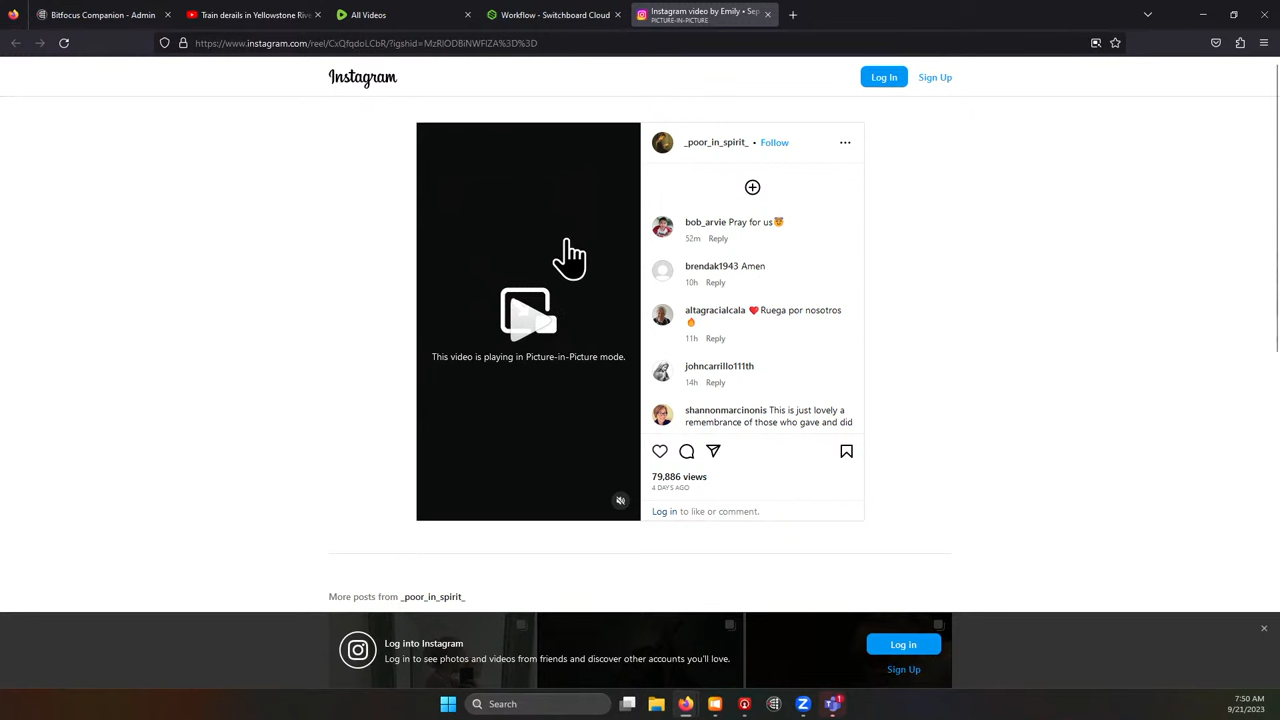 Bitfocus Companion - Admin
Train details in Yellowstone Rive
All Videos
Workflow - Switchboard Cloud
Instagram video by Emily • Sep
PICTURE-IN-PICTURE
https://www.instagram.com/reel/CxQfqdoLCbR/?igshid=MzRlODBiNWFlZA%3D%3D
Instagram
Log In
Sign Up
_poor_in_spirit_ • Follow
bob_arvie Pray for us😇
52m Reply
brendak1943 Amen
10h Reply
altagracialcala ❤️Ruega por nosotros
🔥
11h Reply
johncarrillo111th
14h Reply
shannonmarcinonis This is just lovely a
remembrance of those who gave and did
This video is playing in Picture-in-Picture mode.
79,886 views
4 DAYS AGO
Log in to like or comment.
More posts from _poor_in_spirit_
Log into Instagram
Log in to see photos and videos from friends and discover other accounts you'll love.
Log in
Sign Up
Search
7:50 AM
9/21/2023